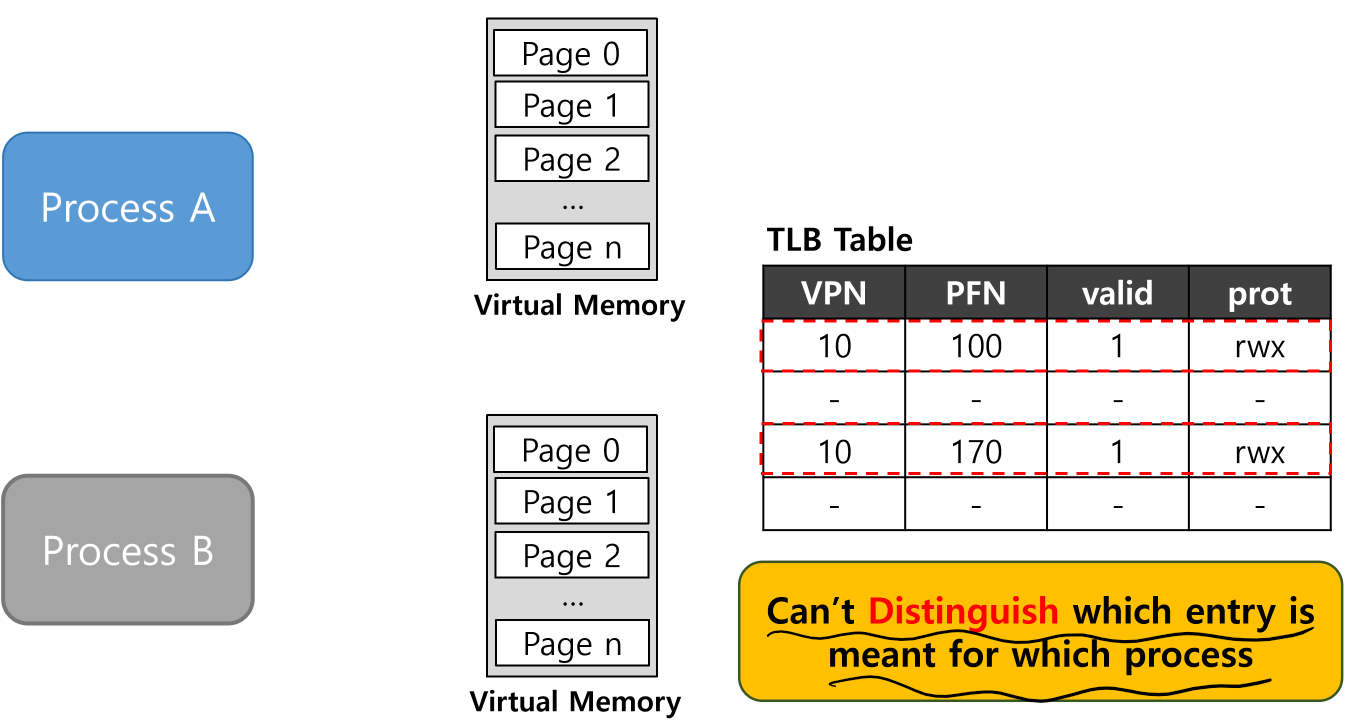 Process A
Page 0
Page 1
Page 2
...
Page n
Virtual Memory
Process B
Page 0
Page 1
Page 2
...
Page n
Virtual Memory
TLB Table
VPN PFN valid prot
10 100 1 rwx
- - - -
10 170 1 rwx
- - - -
Can't Distinguish which entry is
meant for which process